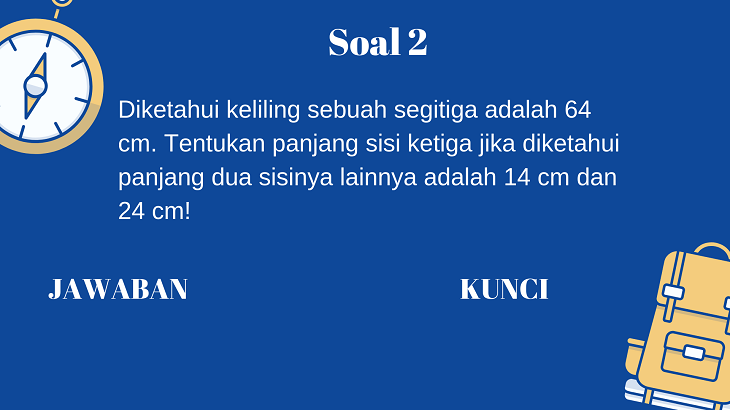 Soal 2
Diketahui keliling sebuah segitiga adalah 64
cm. Tentukan panjang sisi ketiga jika diketahui
panjang dua sisinya lainnya adalah 14 cm dan
24 cm!
JAWABAN
KUNCI